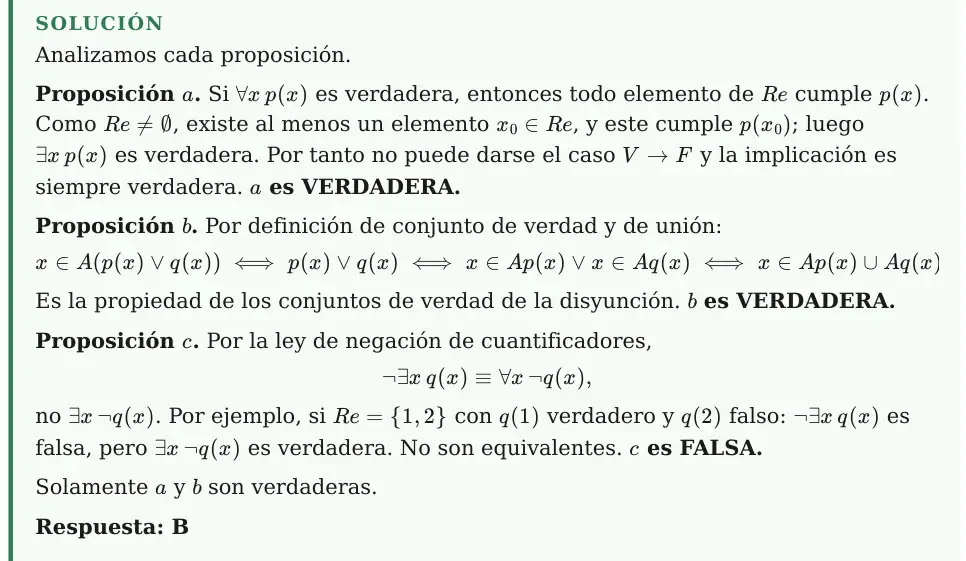 SOLUCIÓN
Analizamos cada proposición.
Proposición a. Si ∀x p(x) es verdadera, entonces todo elemento de Re cumple p(x).
Como Re ≠ ∅, existe al menos un elemento x₀ ∈ Re, y este cumple p(x₀); luego
∃x p(x) es verdadera. Por tanto no puede darse el caso V → F y la implicación es
siempre verdadera. a es VERDADERA.
Proposición b. Por definición de conjunto de verdad y de unión:
x ∈ A(p(x) ∨ q(x)) ⟺ p(x) ∨ q(x) ⟺ x ∈ Ap(x) ∨ x ∈ Aq(x) ⟺ x ∈ Ap(x) ∪ Aq(x)
Es la propiedad de los conjuntos de verdad de la disyunción. b es VERDADERA.
Proposición c. Por la ley de negación de cuantificadores,
¬∃x q(x) ≡ ∀x ¬q(x),
no ∃x ¬q(x). Por ejemplo, si Re = {1, 2} con q(1) verdadero y q(2) falso: ¬∃x q(x) es
falsa, pero ∃x ¬q(x) es verdadera. No son equivalentes. c es FALSA.
Solamente a y b son verdaderas.
Respuesta: B